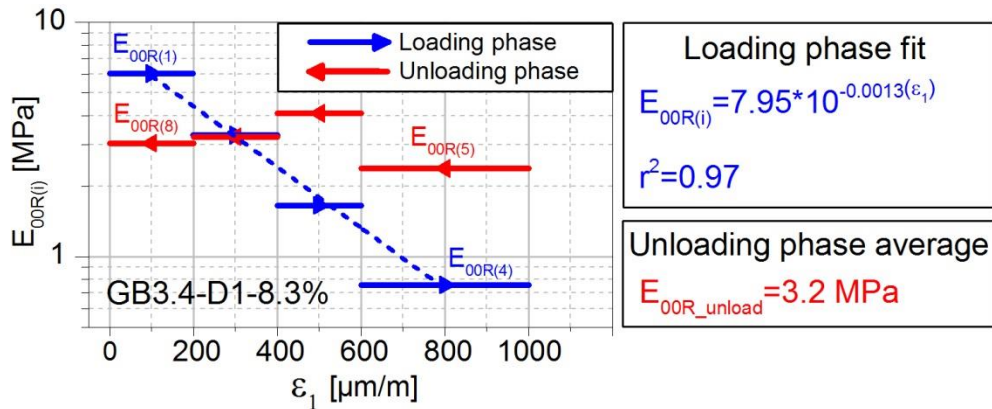 10
1
E₀₀R(i) [MPa]
E₀₀R(1)
E₀₀R(8)
E₀₀R(5)
E₀₀R(4)
Loading phase
Unloading phase
GB3.4-D1-8.3%
0 200 400 600 800 1000
ε₁ [µm/m]
Loading phase fit
E₀₀R(i)=7.95*10^-0.0013(ε₁)
r²=0.97
Unloading phase average
E₀₀R_unload=3.2 MPa